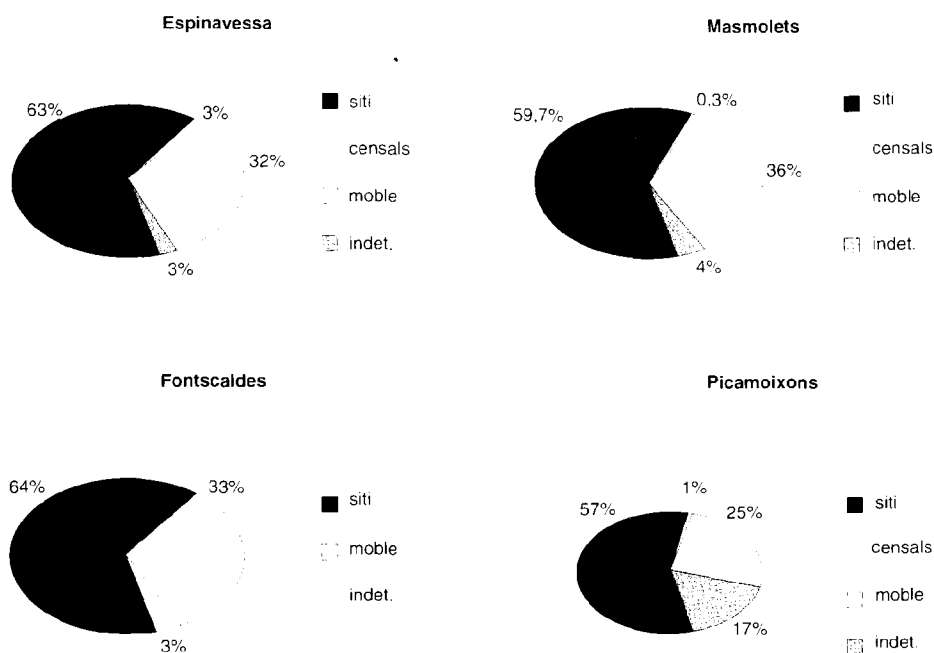 Espinavessa
63%
3%
32%
3%
siti
censals
moble
indet.
Masmolets
59,7%
0.3%
36%
4%
siti
censals
moble
indet.
Fontscaldes
64%
33%
3%
siti
moble
indet.
Picamoixons
57%
1%
25%
17%
siti
censals
moble
indet.